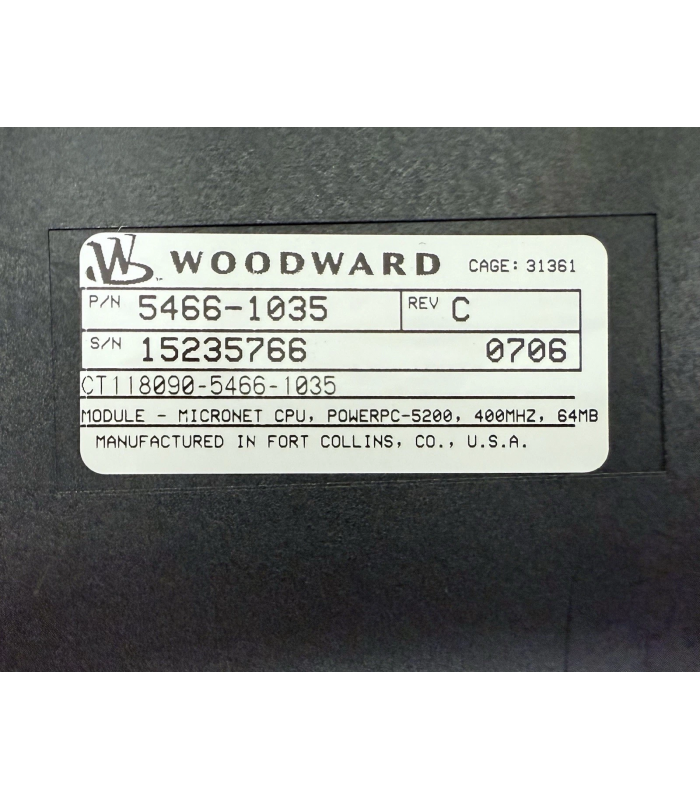 WOODWARD CAGE: 31361
P/N 5466-1035 REV C
S/N 15235766 0706
CT118090-5466-1035
MODULE - MICRONET CPU, POWERPC-5200, 400MHZ, 64MB
MANUFACTURED IN FORT COLLINS, CO., U.S.A.